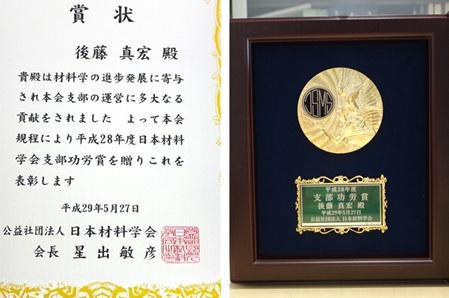 賞状
後藤 真宏 殿
貴殿は材料学の進歩発展に寄与
され本会支部の運営に多大なる
貢献をされました よって本会
規程により平成28年度日本材料
学会支部功労賞を贈りこれを
表彰します
平成29年5月27日
公益社団法人 日本材料学会
会長 星出敏彦
JSMS
平成28年度
支部功労賞
後藤 真宏 殿
平成29年5月27日
公益社団法人 日本材料学会